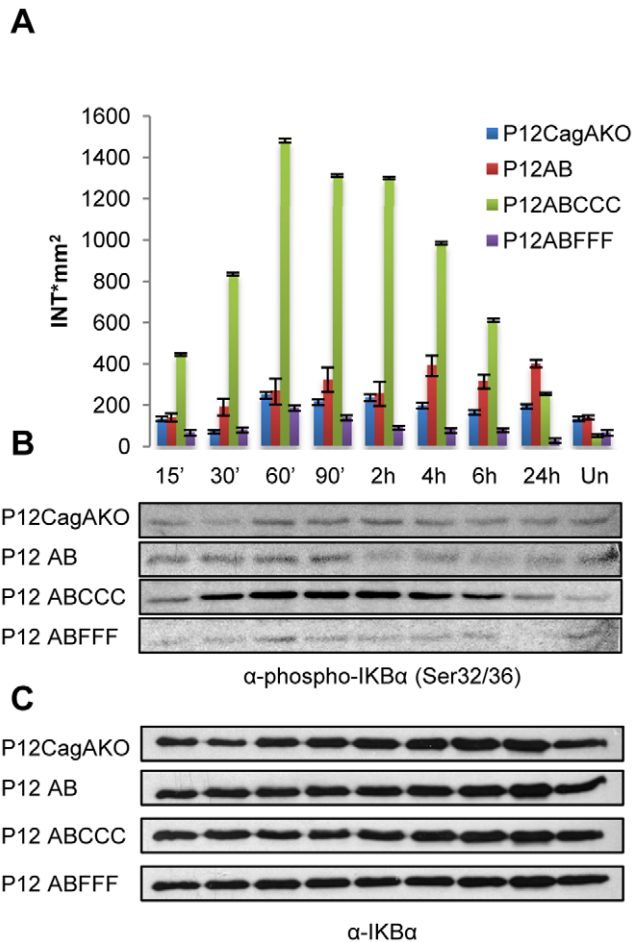 A
1600
1400
1200
1000
800
600
400
200
0
INT*mm²
P12CagAKO
P12AB
P12ABCCC
P12ABFFF
15' 30' 60' 90' 2h 4h 6h 24h Un
B
P12CagAKO
P12 AB
P12 ABCCC
P12 ABFFF
α-phospho-IKBα (Ser32/36)
C
P12CagAKO
P12 AB
P12 ABCCC
P12 ABFFF
α-IKBα